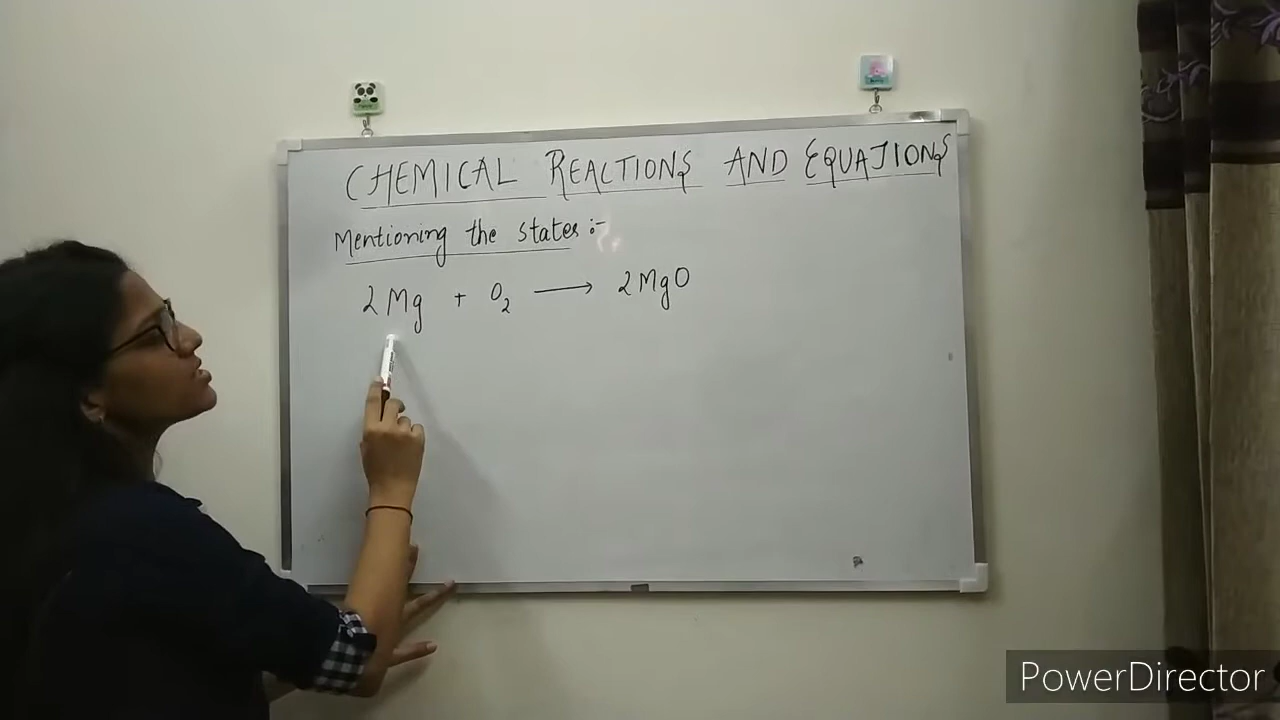 CHEMICAL REACTIONS AND EQUATIONS
Mentioning the states :-
2Mg + O₂ ⟶ 2MgO
PowerDirector